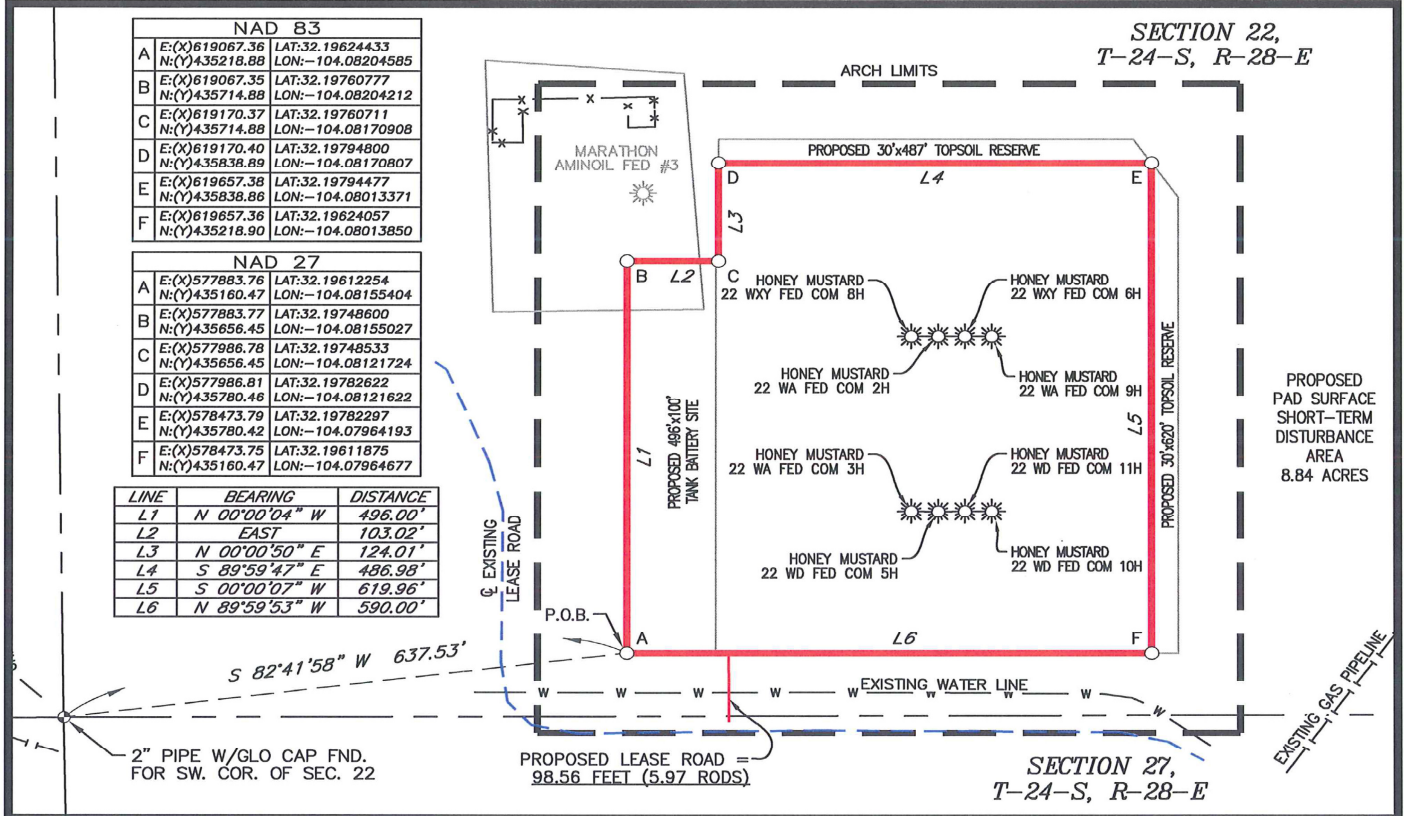 NAD 83
A E:(X)619067.36 LAT:32.19624433
N:(Y)435218.88 LON:-104.08204585
B E:(X)619067.35 LAT:32.19760777
N:(Y)435714.88 LON:-104.08204212
C E:(X)619170.37 LAT:32.19760711
N:(Y)435714.88 LON:-104.08170908
D E:(X)619170.40 LAT:32.19794800
N:(Y)435838.89 LON:-104.08170807
E E:(X)619657.38 LAT:32.19794477
N:(Y)435838.86 LON:-104.08013371
F E:(X)619657.36 LAT:32.19624057
N:(Y)435218.90 LON:-104.08013850
NAD 27
A E:(X)577883.76 LAT:32.19612254
N:(Y)435160.47 LON:-104.08155404
B E:(X)577883.77 LAT:32.19748600
N:(Y)435656.45 LON:-104.08155027
C E:(X)577986.78 LAT:32.19748533
N:(Y)435656.45 LON:-104.08121724
D E:(X)577986.81 LAT:32.19782622
N:(Y)435780.46 LON:-104.08121622
E E:(X)578473.79 LAT:32.19782297
N:(Y)435780.42 LON:-104.07964193
F E:(X)578473.75 LAT:32.19611875
N:(Y)435160.47 LON:-104.07964677
LINE BEARING DISTANCE
L1 N 00°00'04" W 496.00'
L2 EAST 103.02'
L3 N 00°00'50" E 124.01'
L4 S 89°59'47" E 486.98'
L5 S 00°00'07" W 619.96'
L6 N 89°59'53" W 590.00'
SECTION 22,
T-24-S, R-28-E
ARCH LIMITS
MARATHON
AMINOIL FED #3
PROPOSED 30'x487' TOPSOIL RESERVE
D
L4
E
L3
B
L2
C
HONEY MUSTARD
22 WXY FED COM 8H
HONEY MUSTARD
22 WXY FED COM 6H
HONEY MUSTARD
22 WA FED COM 2H
HONEY MUSTARD
22 WA FED COM 9H
HONEY MUSTARD
22 WA FED COM 3H
HONEY MUSTARD
22 WD FED COM 11H
HONEY MUSTARD
22 WD FED COM 5H
HONEY MUSTARD
22 WD FED COM 10H
L1
PROPOSED 496'x100'
TANK BATTERY SITE
L5
PROPOSED 30'x620' TOPSOIL RESERVE
PROPOSED
PAD SURFACE
SHORT-TERM
DISTURBANCE
AREA
8.84 ACRES
℄ EXISTING
LEASE ROAD
P.O.B.
A
L6
F
S 82°41'58" W 637.53'
W W W W W EXISTING WATER LINE W W W W
EXISTING GAS PIPELINE
2" PIPE W/GLO CAP FND.
FOR SW. COR. OF SEC. 22
PROPOSED LEASE ROAD =
98.56 FEET (5.97 RODS)
SECTION 27,
T-24-S, R-28-E